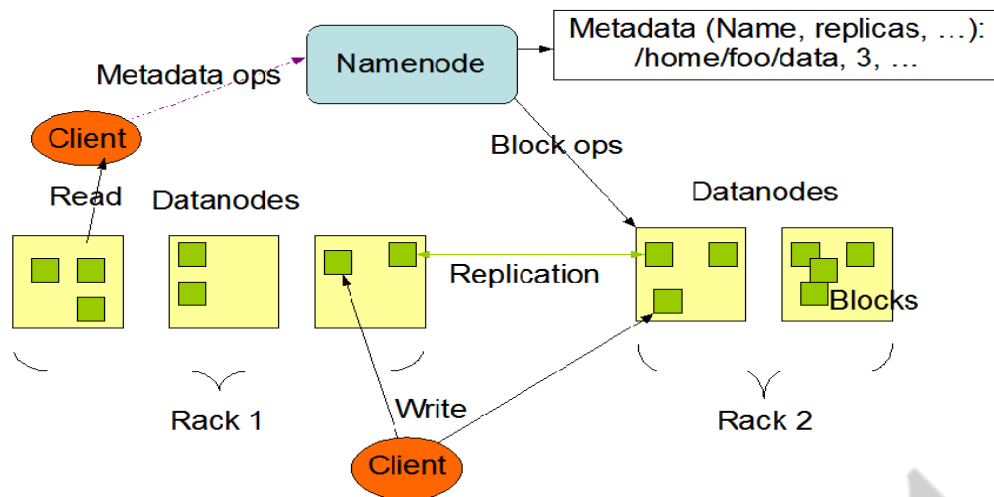 Metadata (Name, replicas, …):
/home/foo/data, 3, …
Namenode
Metadata ops
Client
Block ops
Read
Datanodes
Datanodes
Replication
Blocks
Rack 1
Write
Rack 2
Client